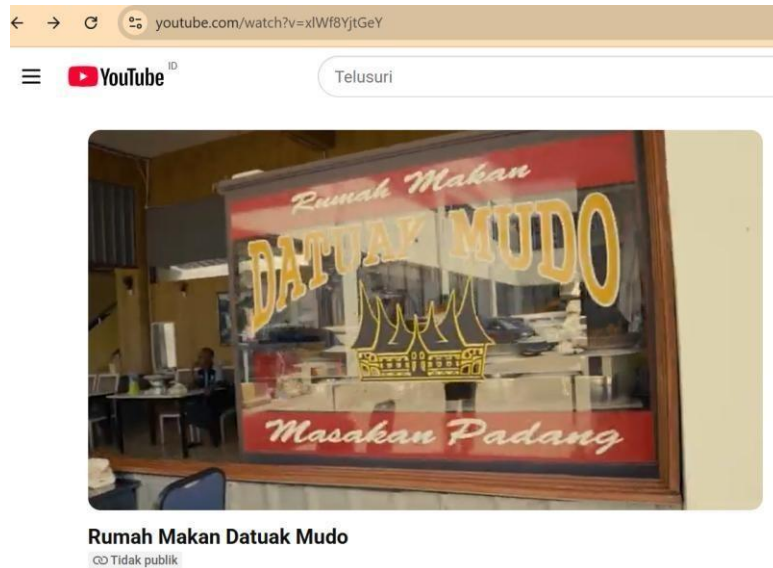 youtube.com/watch?v=xlWf8YjtGeY
YouTube ID
Telusuri
Rumah Makan
DATUAK MUDO
Masakan Padang
Rumah Makan Datuak Mudo
Tidak publik